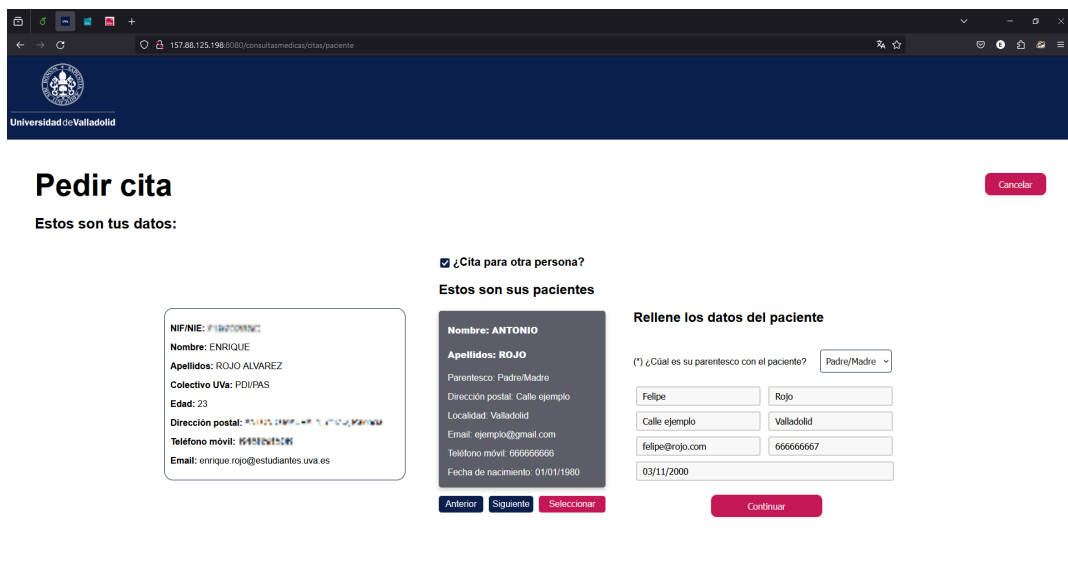 UVa
157.88.125.198:8080/consultasmedicas/citas/paciente
Universidad de Valladolid
Pedir cita
Cancelar
Estos son tus datos:
¿Cita para otra persona?
Estos son sus pacientes
NIF/NIE:
Nombre: ENRIQUE
Apellidos: ROJO ALVAREZ
Colectivo UVa: PDI/PAS
Edad: 23
Dirección postal:
Teléfono móvil:
Email: enrique.rojo@estudiantes.uva.es
Nombre: ANTONIO
Apellidos: ROJO
Parentesco: Padre/Madre
Dirección postal: Calle ejemplo
Localidad: Valladolid
Email: ejemplo@gmail.com
Teléfono móvil: 666666666
Fecha de nacimiento: 01/01/1980
Anterior Siguiente Seleccionar
Rellene los datos del paciente
(*) ¿Cúal es su parentesco con el paciente? Padre/Madre
Felipe Rojo
Calle ejemplo Valladolid
felipe@rojo.com 666666667
03/11/2000
Continuar